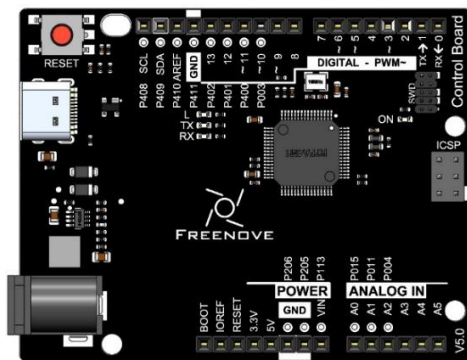 RESET
SCL
SDA
AREF
GND
13
12
~11
~10
~9
8
7
~6
~5
4
~3
2
TX→1
RX←0
P408
P409
P410
P411
P402
P401
P400
P003
DIGITAL - PWM~
Control Board
SWD
L
TX
RX
ON
ICSP
FREENOVE
P206
P205
P113
P015
P011
P004
POWER
ANALOG IN
BOOT
IOREF
RESET
3.3V
5V
GND
VIN
A0
A1
A2
A3
A4
A5
V5.0